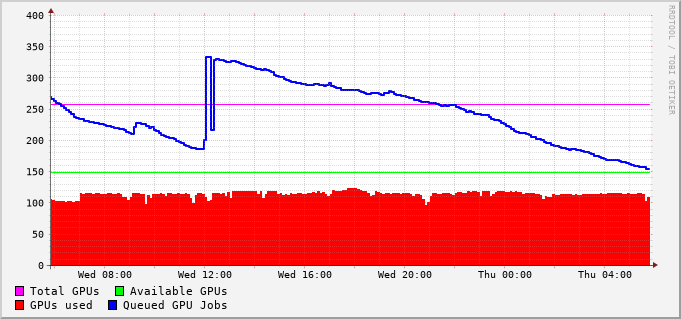 400
350
300
250
200
150
100
50
0
Wed 08:00 Wed 12:00 Wed 16:00 Wed 20:00 Thu 00:00 Thu 04:00
Total GPUs Available GPUs
GPUs used Queued GPU Jobs
RRDTOOL / TOBI OETIKER